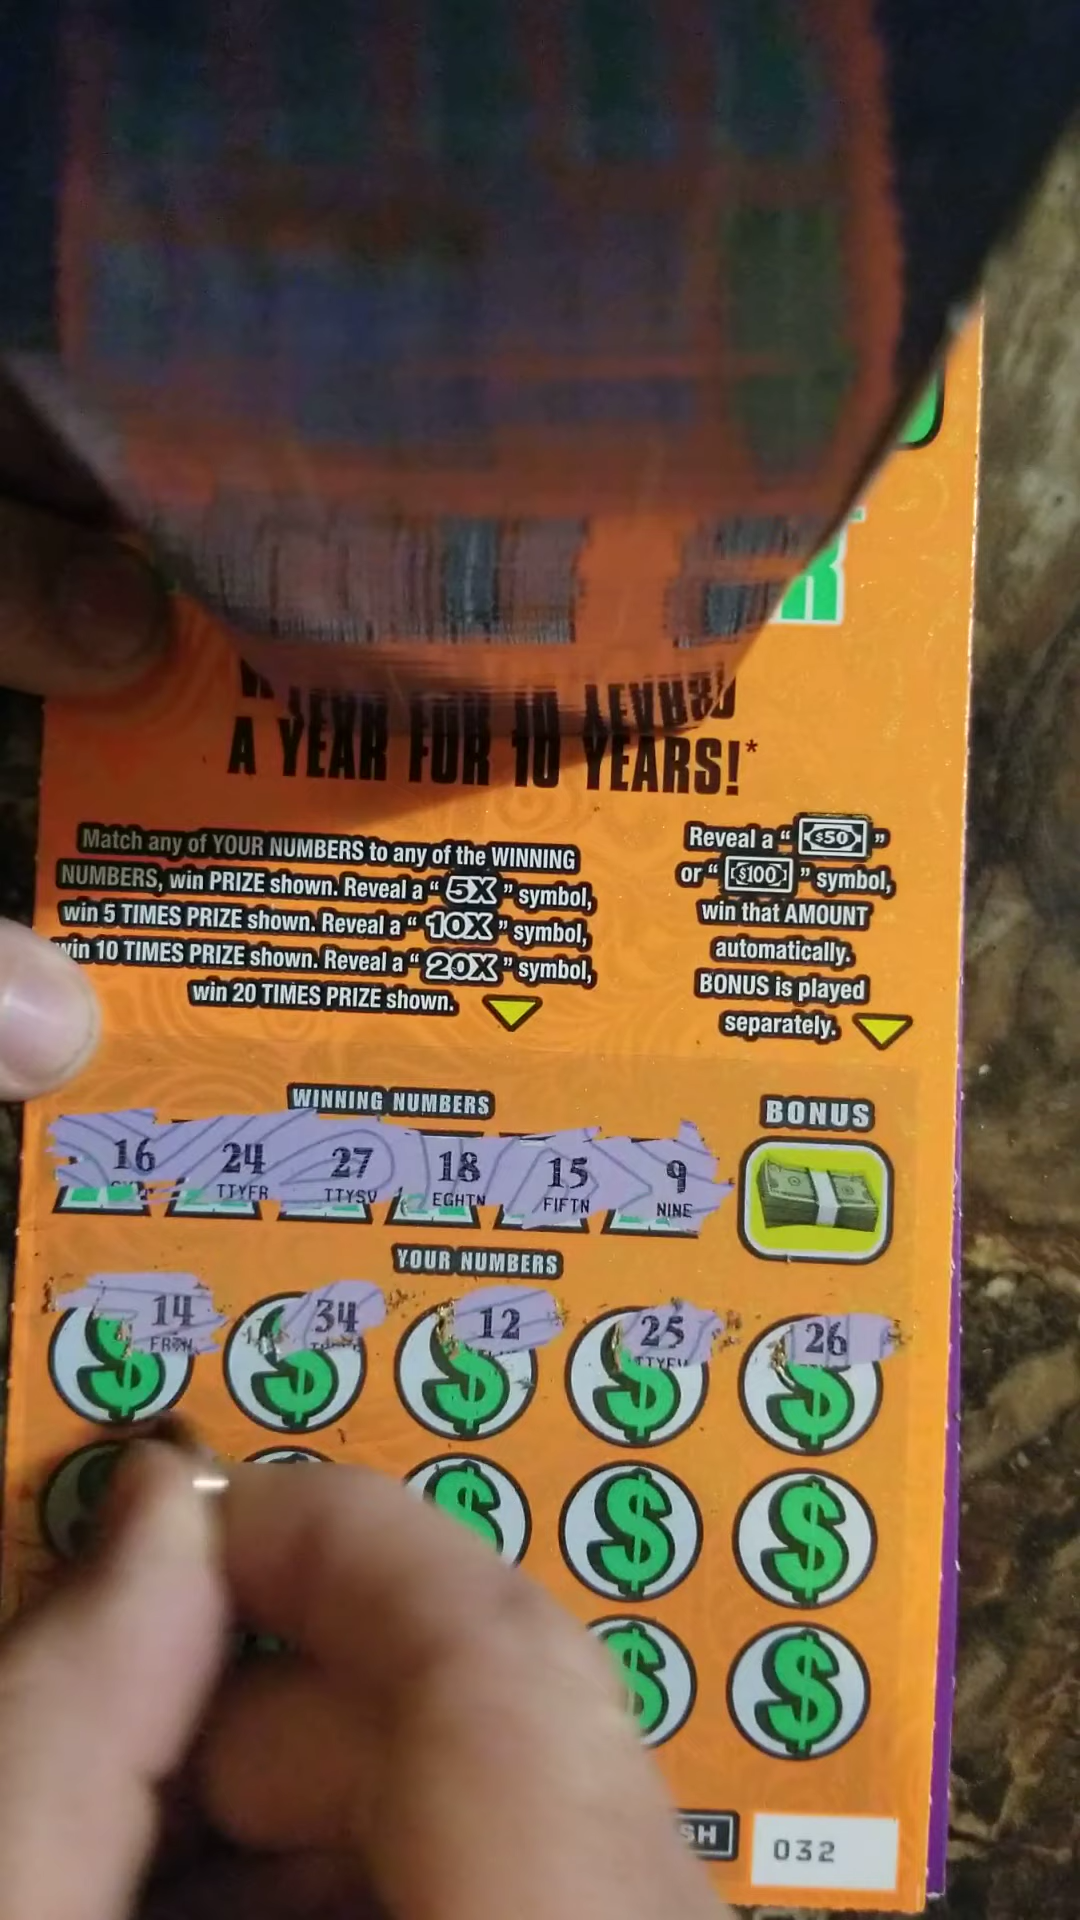 A YEAR FOR 10 YEARS!*
Match any of YOUR NUMBERS to any of the WINNING
NUMBERS, win PRIZE shown. Reveal a “5X” symbol,
win 5 TIMES PRIZE shown. Reveal a “10X” symbol,
win 10 TIMES PRIZE shown. Reveal a “20X” symbol,
win 20 TIMES PRIZE shown.
Reveal a “$50”
or “$100” symbol,
win that AMOUNT
automatically.
BONUS is played
separately.
WINNING NUMBERS
BONUS
16 24 27 18 15 9
TTYFR TTYSV EGHTN FIFTN NINE
YOUR NUMBERS
14 34 12 25 26
FRTN TTYFV
$ $ $ $ $
$ $ $
$ $
SH
032